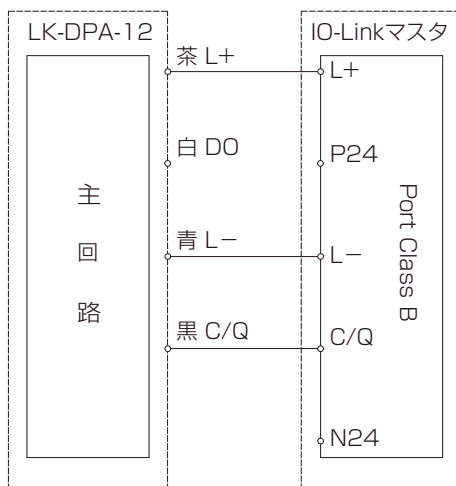 LK-DPA-12
IO-Linkマスタ
茶 L+
L+
白 DO
P24
主回路
Port Class B
青 L−
L−
黒 C/Q
C/Q
N24